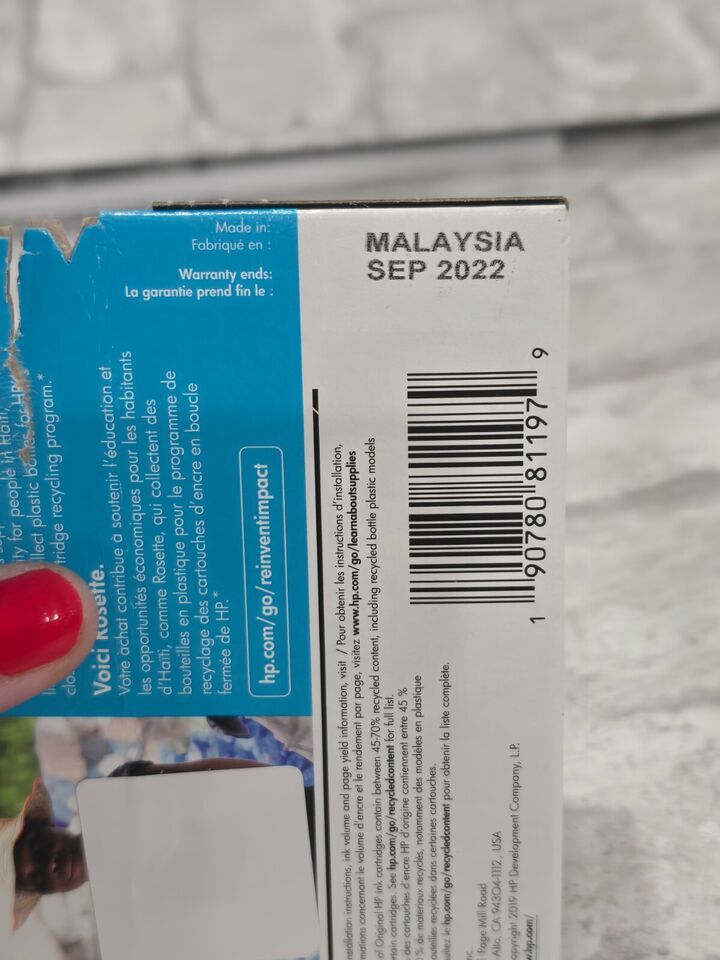 Made in:
Fabriqué en :
MALAYSIA
Warranty ends:
La garantie prend fin le :
SEP 2022
for people in Haiti,
plastic bottles for HP's
recycling program.*
Voici Rosette.
Votre achat contribue à soutenir l'éducation et
les opportunités économiques pour les habitants
d'Haïti, comme Rosette, qui collectent des
bouteilles en plastique pour le programme de
recyclage des cartouches d'encre en boucle
fermée de HP.*
hp.com/go/reinventimpact
instructions, ink volume and page yield information, visit / Pour obtenir les instructions d'installation,
concernant le volume d'encre et le rendement par page, visitez www.hp.com/go/learnaboutsupplies
of Original HP ink cartridges contain between 45-70% recycled content, including recycled bottle plastic models
cartridges. See hp.com/go/recycledcontent for full list.
des cartouches d'encre HP d'origine contiennent entre 45 %
% de matériaux recyclés, notamment des modèles en plastique
recyclées dans certaines cartouches.
le hp.com/go/recycledcontent pour obtenir la liste complète.
Page Mill Road
Alto, CA 94304-1112, USA
2019 HP Development Company, L.P.
.hp.com/
1 90780 81197 9